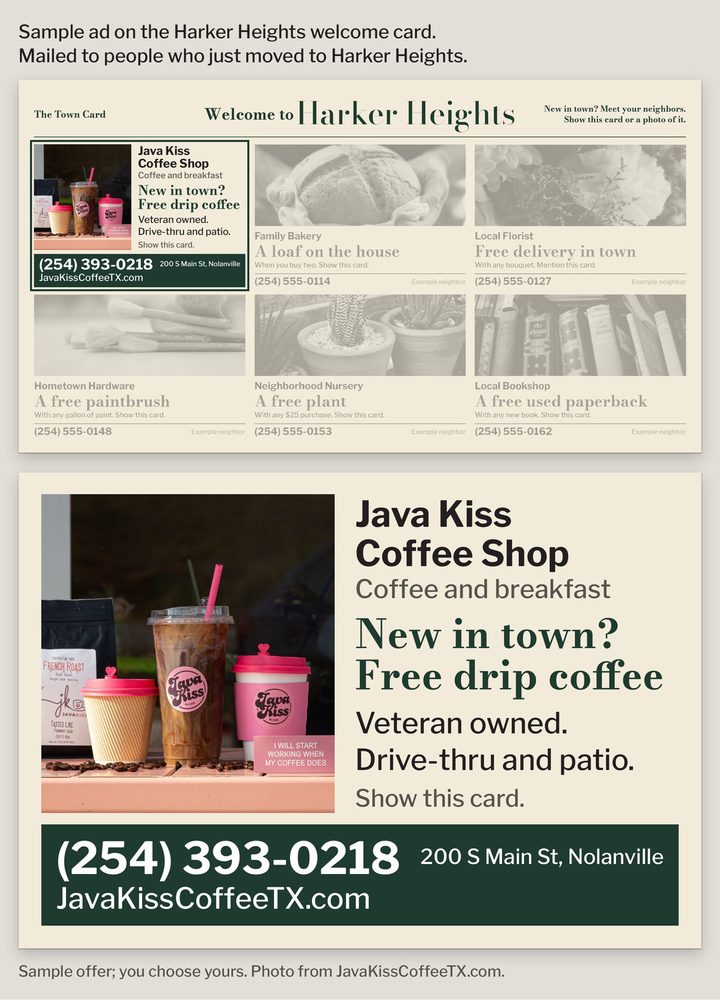 Sample ad on the Harker Heights welcome card.
Mailed to people who just moved to Harker Heights.
The Town Card
Welcome to Harker Heights
New in town? Meet your neighbors.
Show this card or a photo of it.
Java Kiss
Coffee Shop
Coffee and breakfast
New in town?
Free drip coffee
Veteran owned.
Drive-thru and patio.
Show this card.
(254) 393-0218 200 S Main St, Nolanville
JavaKissCoffeeTX.com
Family Bakery
A loaf on the house
When you buy two. Show this card.
(254) 555-0114 Example neighbor
Local Florist
Free delivery in town
With any bouquet. Mention this card.
(254) 555-0127 Example neighbor
Hometown Hardware
A free paintbrush
With any gallon of paint. Show this card.
(254) 555-0148 Example neighbor
Neighborhood Nursery
A free plant
With any $25 purchase. Show this card.
(254) 555-0153 Example neighbor
Local Bookshop
A free used paperback
With any new book. Show this card.
(254) 555-0162 Example neighbor
FRENCH ROAST
jk
JAVA
TASTES LIKE
Java Kiss
Java Kiss
I WILL START
WORKING WHEN
MY COFFEE DOES
Java Kiss
Coffee Shop
Coffee and breakfast
New in town?
Free drip coffee
Veteran owned.
Drive-thru and patio.
Show this card.
(254) 393-0218 200 S Main St, Nolanville
JavaKissCoffeeTX.com
Sample offer; you choose yours. Photo from JavaKissCoffeeTX.com.